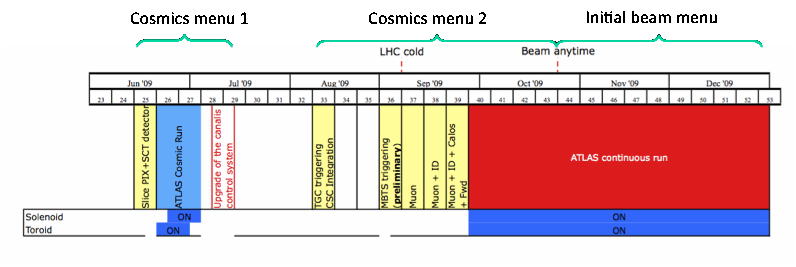 Cosmics menu 1
Cosmics menu 2
Initial beam menu
LHC cold
Beam anytime
Jun '09
Jul '09
Aug '09
Sep '09
Oct '09
Nov '09
Dec '09
23 24 25 26 27 28 29 30 31 32 33 34 35 36 37 38 39 40 41 42 43 44 45 46 47 48 49 50 51 52 53
Slice PIX+SCT detector
ATLAS Cosmic Run
Upgrade of the canalis
control system
TGC triggering
CSC Integration
MBTS triggering
(preliminary)
Muon
Muon + ID
Muon + ID + Calos
+ Fwd
ATLAS continuous run
Solenoid
ON
ON
Toroid
ON
ON